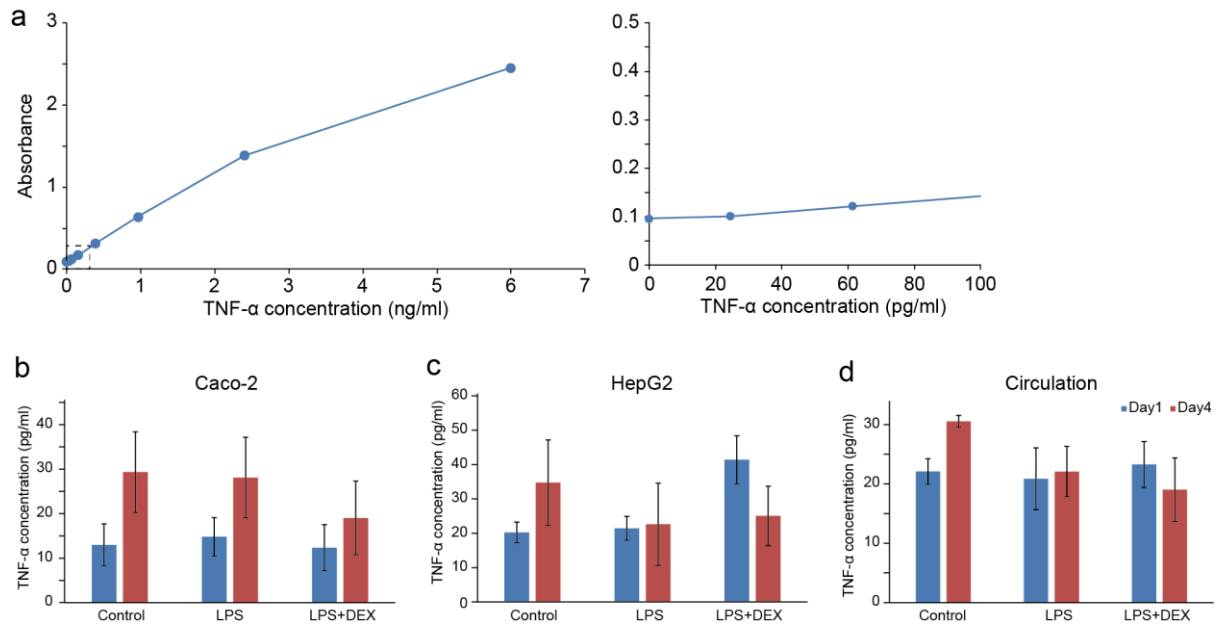 a
3
2
1
0
Absorbance
0 1 2 3 4 5 6 7
TNF-α concentration (ng/ml)
0.5
0.4
0.3
0.2
0.1
0
0 20 40 60 80 100
TNF-α concentration (pg/ml)
b
Caco-2
TNF-α concentration (pg/ml)
40
30
20
10
0
Control LPS LPS+DEX
c
HepG2
TNF-α concentration (pg/ml)
60
50
40
30
20
10
0
Control LPS LPS+DEX
d
Circulation
Day1 Day4
TNF-α concentration (pg/ml)
30
20
10
0
Control LPS LPS+DEX